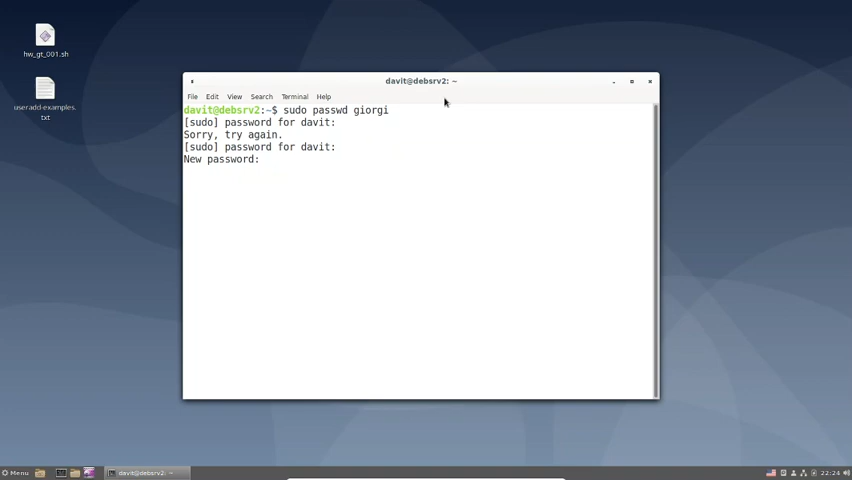 hw_gt_001.sh
useradd-examples.
txt
davit@debsrv2: ~
File Edit View Search Terminal Help
davit@debsrv2:~$ sudo passwd giorgi
[sudo] password for davit:
Sorry, try again.
[sudo] password for davit:
New password:
Menu
davit@debsrv2: ~
22:24